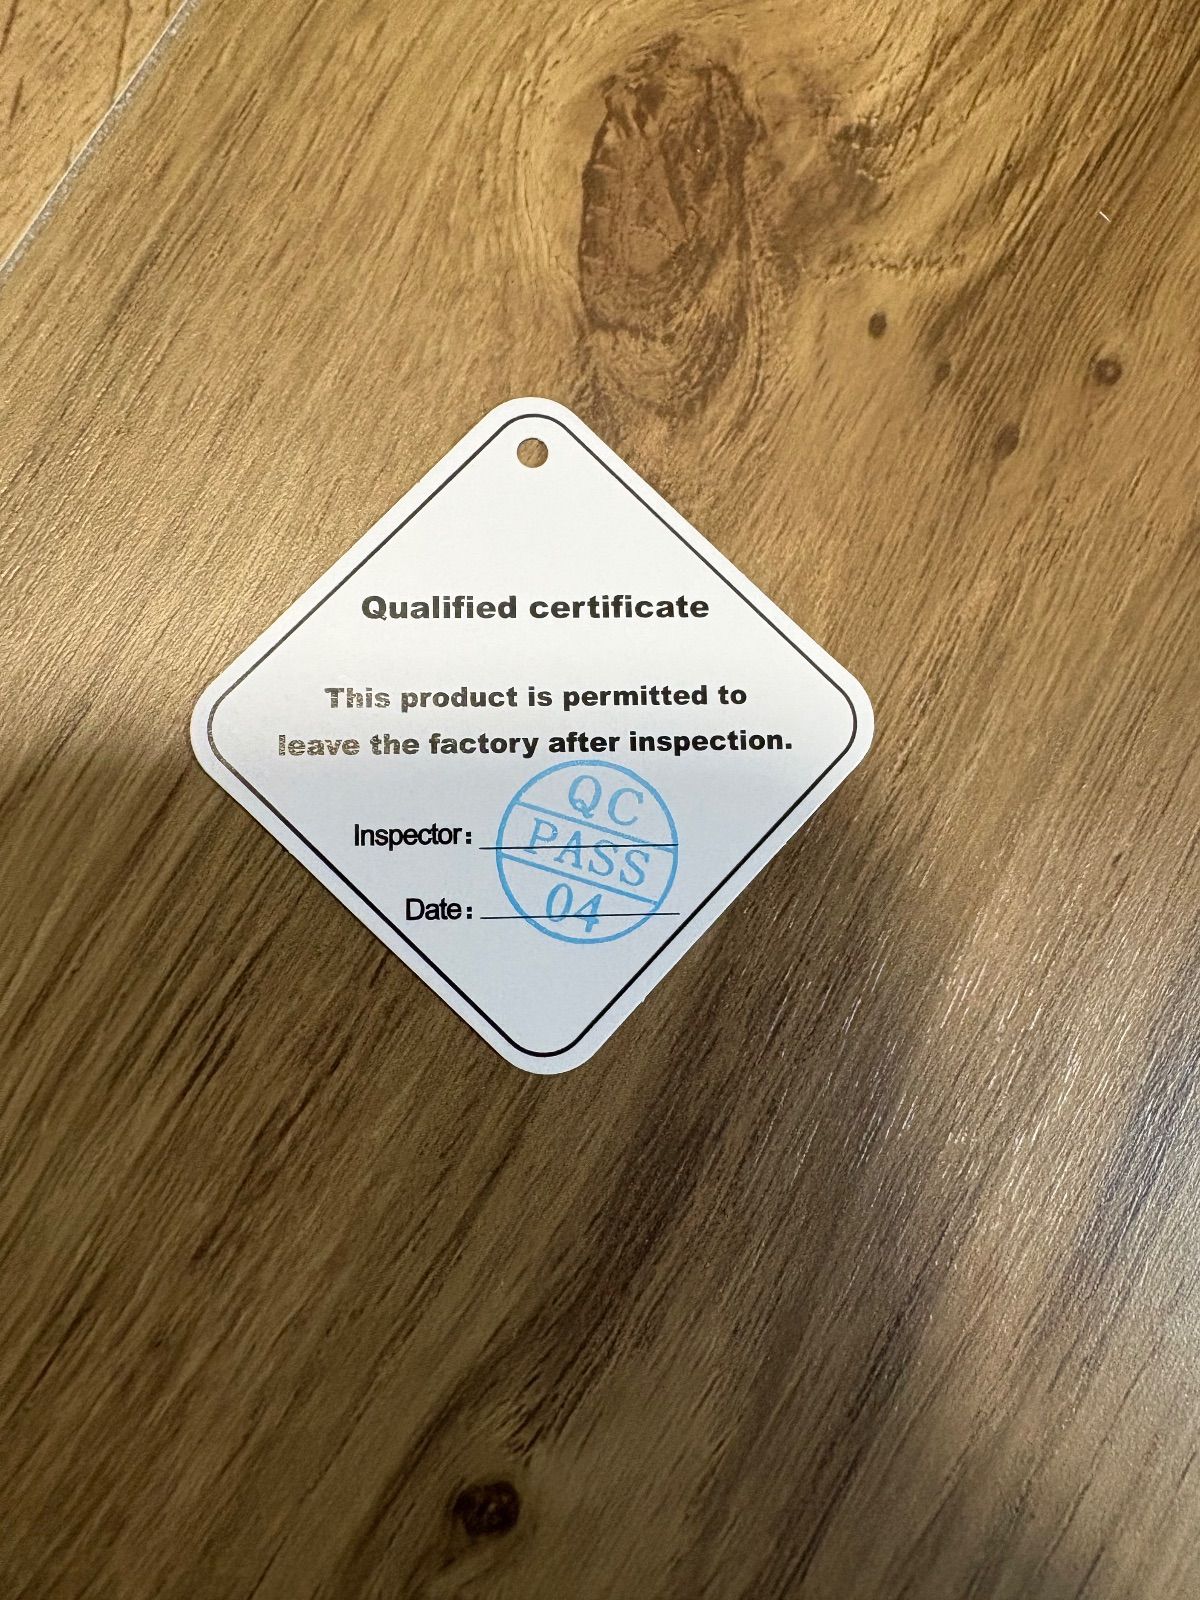 Qualified certificate
This product is permitted to
leave the factory after inspection.
QC
Inspector:
PASS
Date:
04